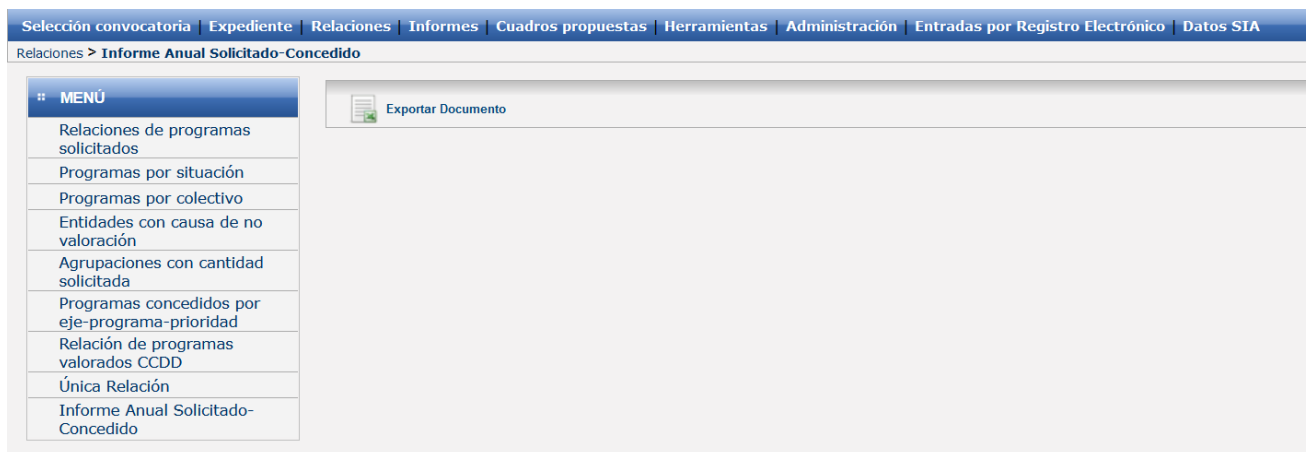 Selección convocatoria | Expediente | Relaciones | Informes | Cuadros propuestas | Herramientas | Administración | Entradas por Registro Electrónico | Datos SIA
Relaciones > Informe Anual Solicitado-Concedido
MENÚ
Exportar Documento
Relaciones de programas
solicitados
Programas por situación
Programas por colectivo
Entidades con causa de no
valoración
Agrupaciones con cantidad
solicitada
Programas concedidos por
eje-programa-prioridad
Relación de programas
valorados CCDD
Única Relación
Informe Anual Solicitado-
Concedido